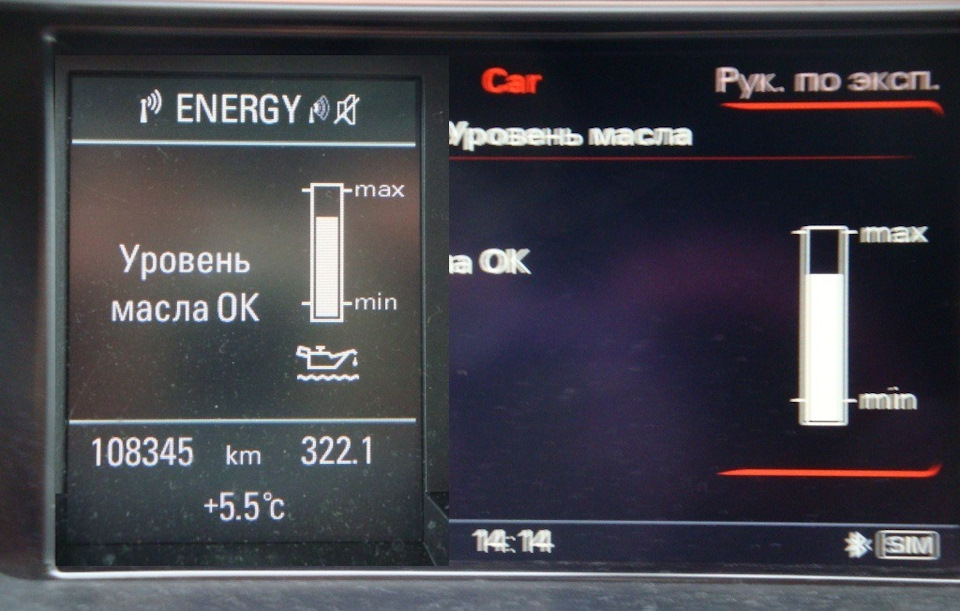 ENERGY
max
Уровень
масла OK
min
108345 km 322.1
+5.5°c
Car
Рук. по эксп.
Уровень масла
max
ла OK
min
14:14
SIM